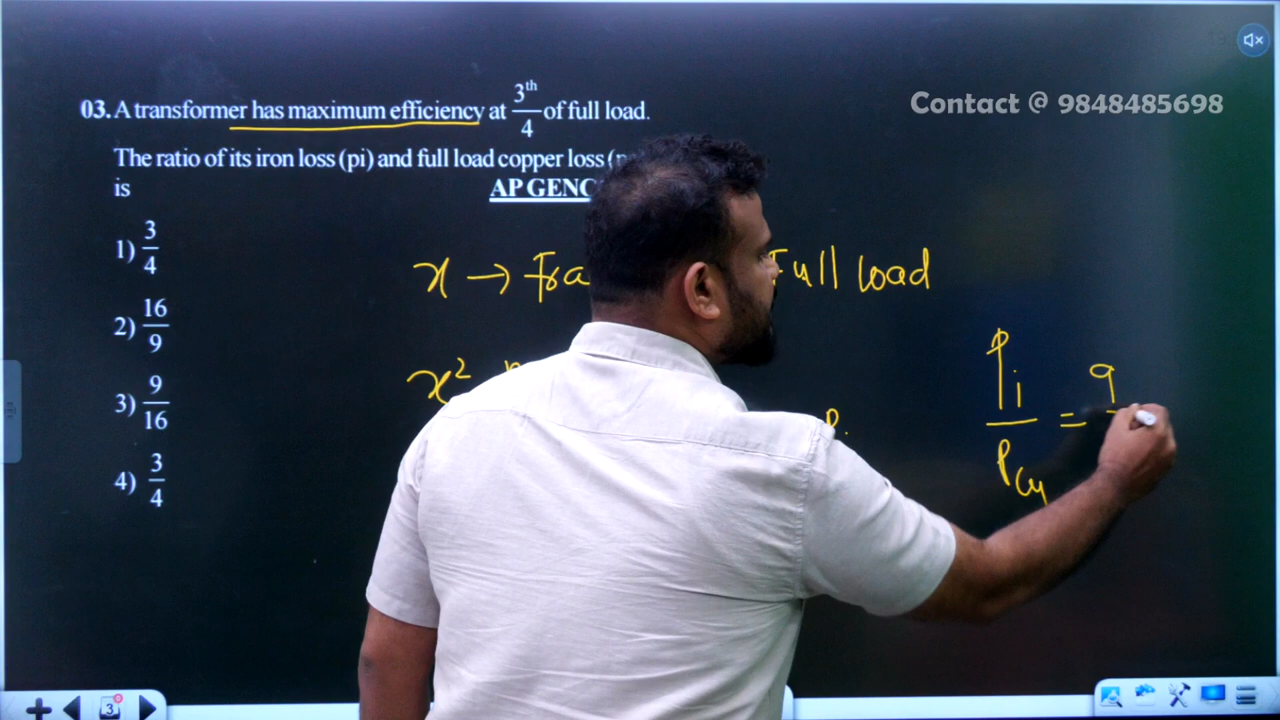 Contact @ 9848485698
03. A transformer has maximum efficiency at 3th/4 of full load.
The ratio of its iron loss (pi) and full load copper loss
is
AP GENC
1) 3/4
2) 16/9
3) 9/16
4) 3/4
x → Fra Full load
x²
Pi/Pcu = 9
3